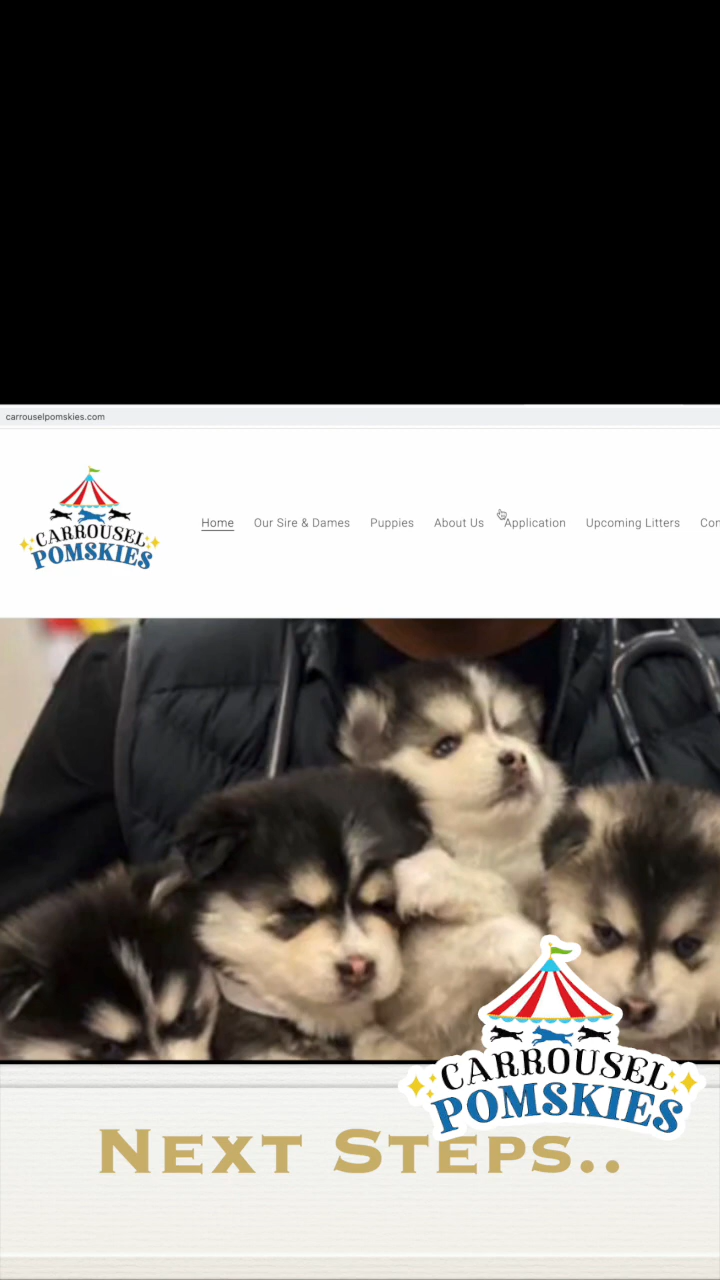 carrouselpomskies.com
CARROUSEL
POMSKIES
Home Our Sire & Dames Puppies About Us Application Upcoming Litters
CARROUSEL
POMSKIES
NEXT STEPS..